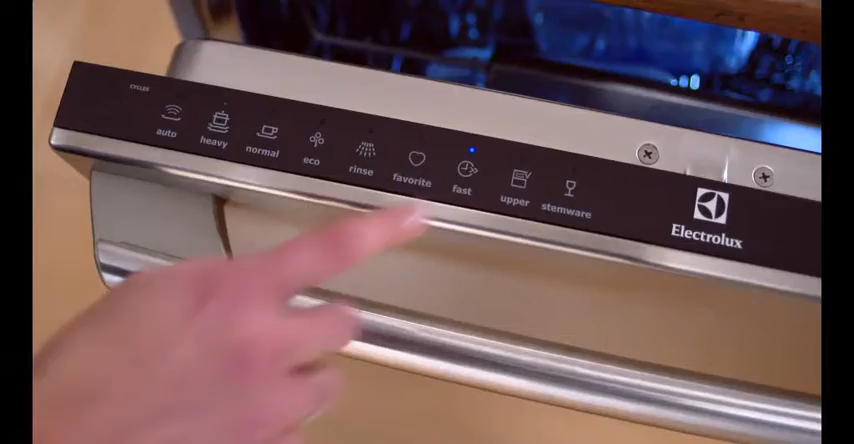 CYCLES
auto heavy normal eco rinse favorite fast upper stemware
Electrolux